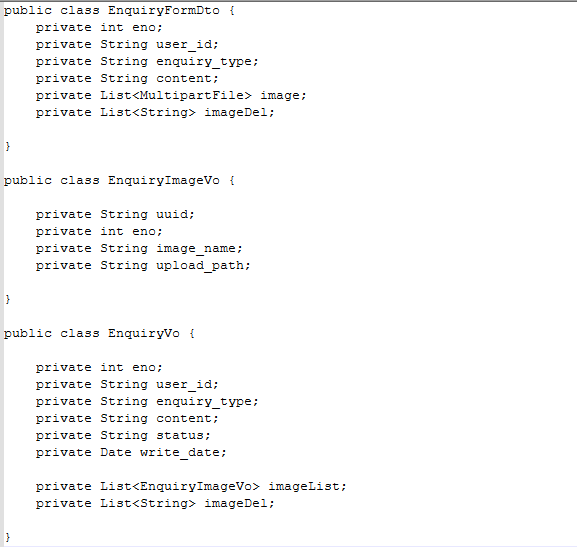 public class EnquiryFormDto {
    private int eno;
    private String user_id;
    private String enquiry_type;
    private String content;
    private List<MultipartFile> image;
    private List<String> imageDel;

}

public class EnquiryImageVo {

    private String uuid;
    private int eno;
    private String image_name;
    private String upload_path;

}

public class EnquiryVo {

    private int eno;
    private String user_id;
    private String enquiry_type;
    private String content;
    private String status;
    private Date write_date;

    private List<EnquiryImageVo> imageList;
    private List<String> imageDel;

}